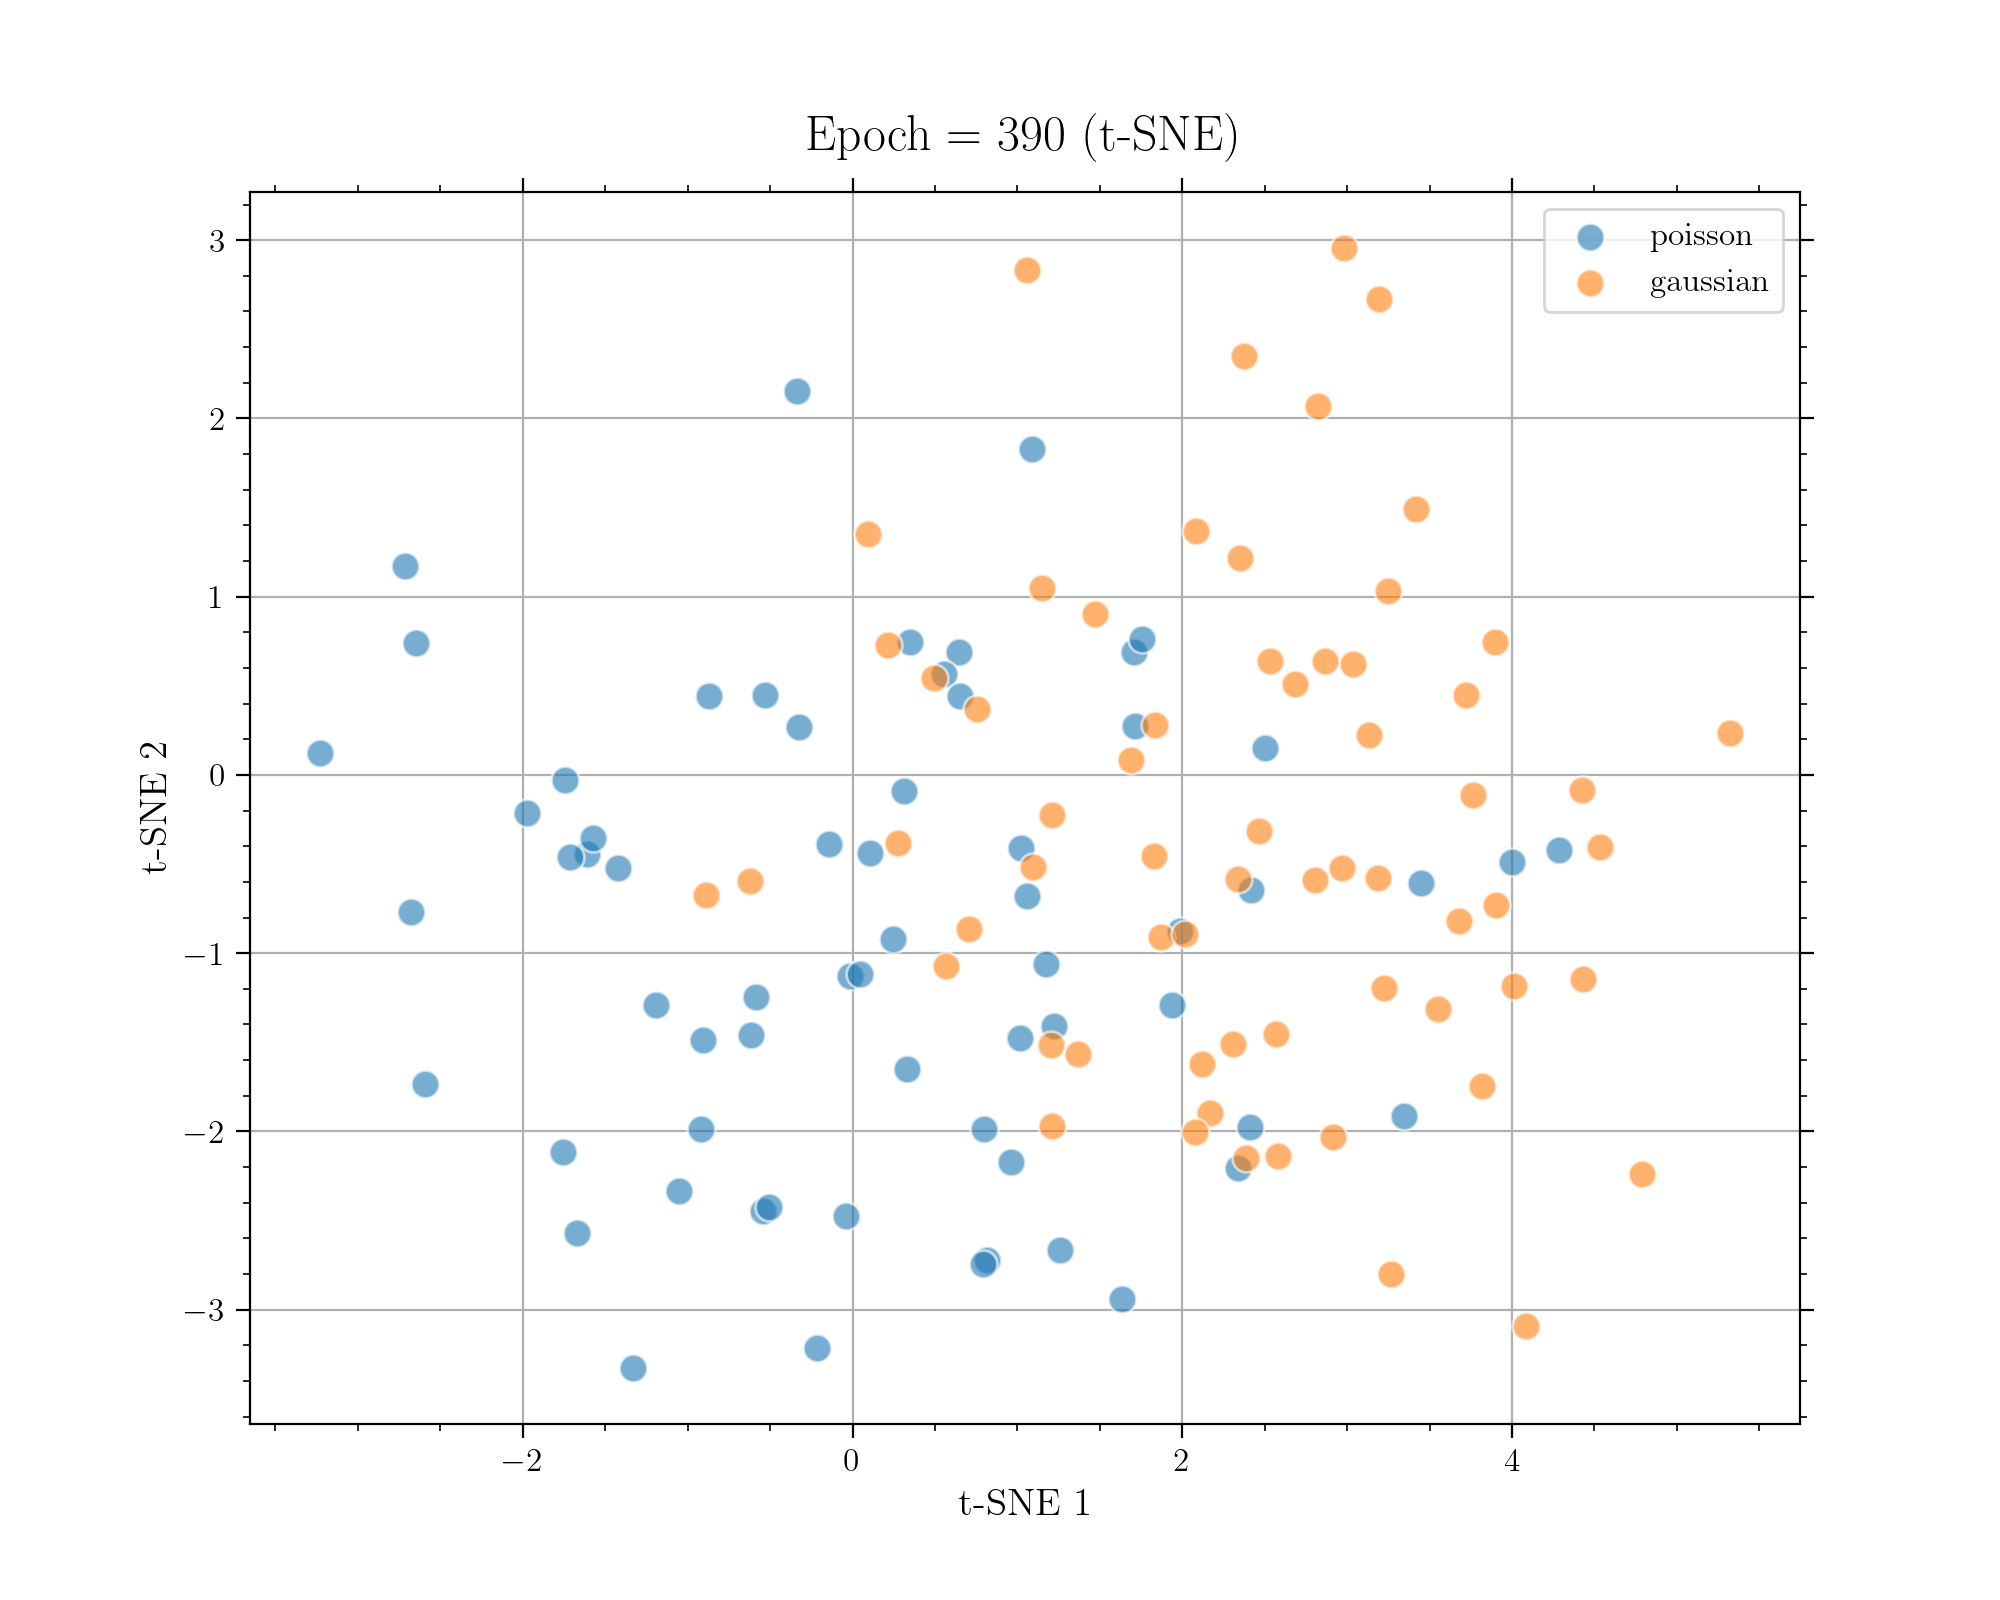 Epoch = 390 (t-SNE)
poisson
gaussian
3
2
1
0
−1
−2
−3
t-SNE 2
−2 0 2 4
t-SNE 1